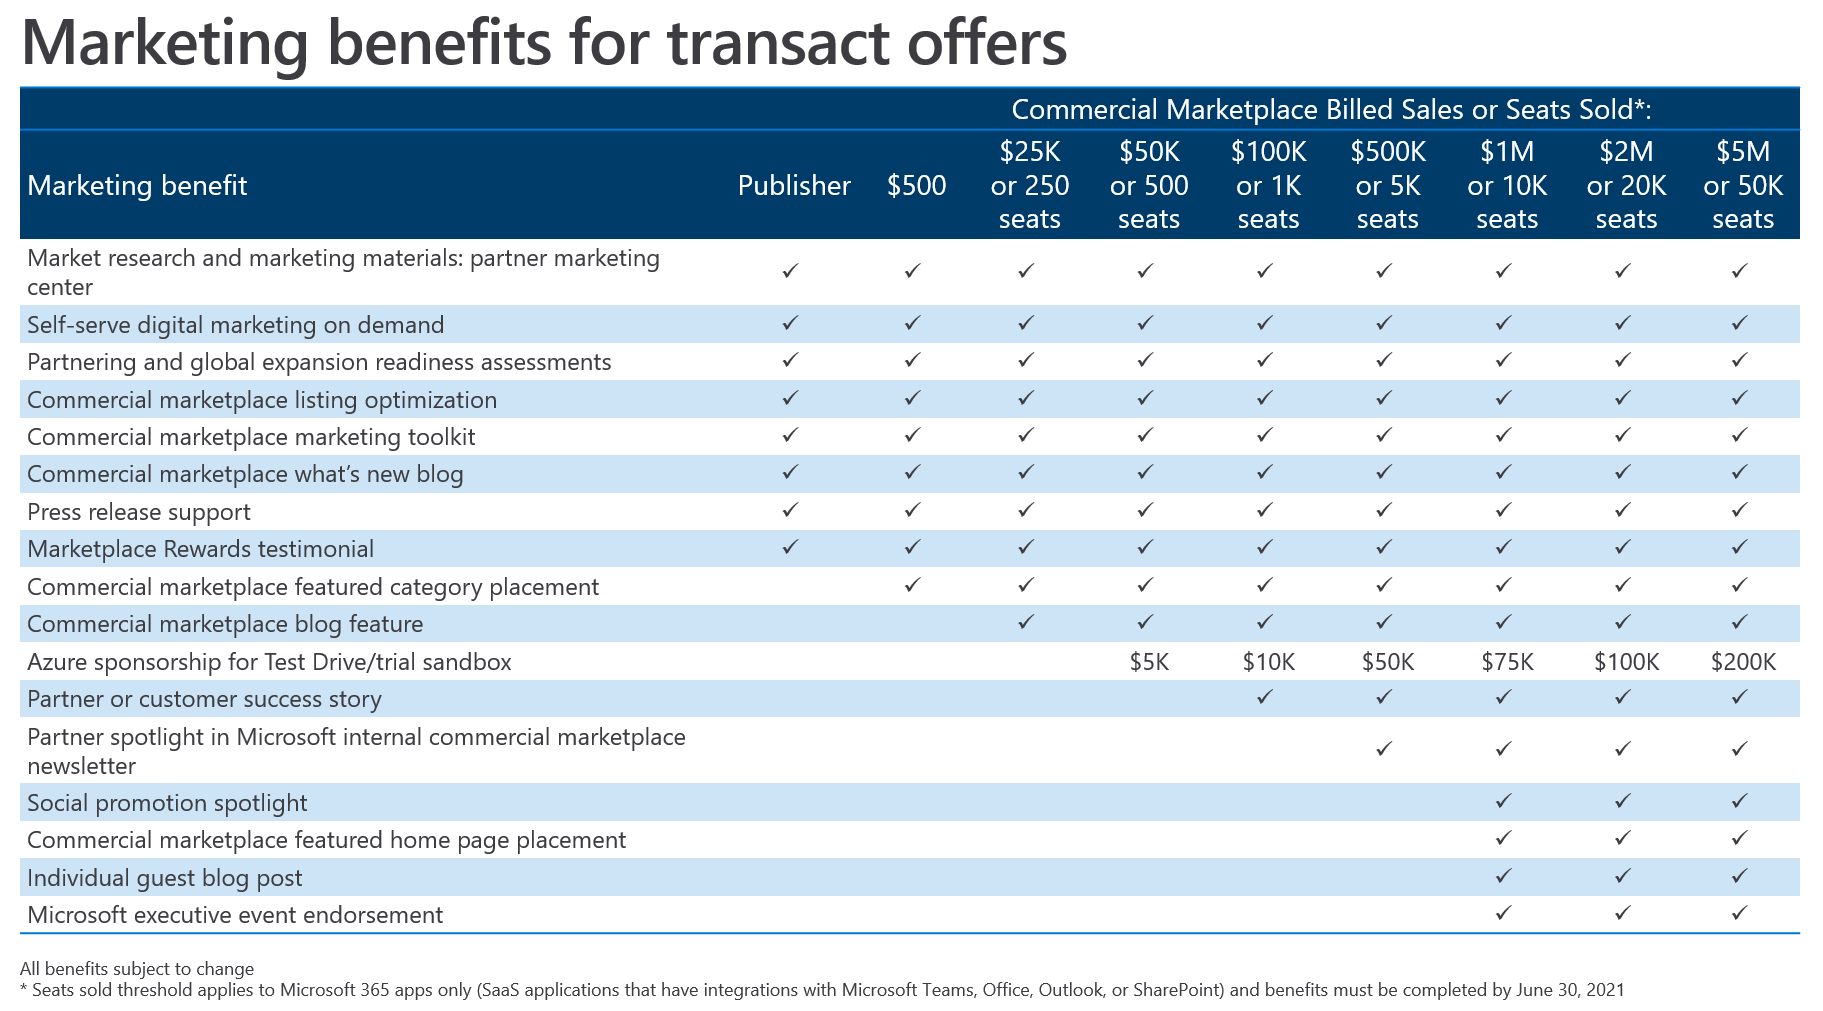 Marketing benefits for transact offers
Commercial Marketplace Billed Sales or Seats Sold*:
Marketing benefit Publisher $500 $25K or 250 seats $50K or 500 seats $100K or 1K seats $500K or 5K seats $1M or 10K seats $2M or 20K seats $5M or 50K seats
Market research and marketing materials: partner marketing
center ✓ ✓ ✓ ✓ ✓ ✓ ✓ ✓ ✓
Self-serve digital marketing on demand ✓ ✓ ✓ ✓ ✓ ✓ ✓ ✓ ✓
Partnering and global expansion readiness assessments ✓ ✓ ✓ ✓ ✓ ✓ ✓ ✓ ✓
Commercial marketplace listing optimization ✓ ✓ ✓ ✓ ✓ ✓ ✓ ✓ ✓
Commercial marketplace marketing toolkit ✓ ✓ ✓ ✓ ✓ ✓ ✓ ✓ ✓
Commercial marketplace what’s new blog ✓ ✓ ✓ ✓ ✓ ✓ ✓ ✓ ✓
Press release support ✓ ✓ ✓ ✓ ✓ ✓ ✓ ✓ ✓
Marketplace Rewards testimonial ✓ ✓ ✓ ✓ ✓ ✓ ✓ ✓ ✓
Commercial marketplace featured category placement ✓ ✓ ✓ ✓ ✓ ✓ ✓ ✓
Commercial marketplace blog feature ✓ ✓ ✓ ✓ ✓ ✓ ✓
Azure sponsorship for Test Drive/trial sandbox $5K $10K $50K $75K $100K $200K
Partner or customer success story ✓ ✓ ✓ ✓ ✓
Partner spotlight in Microsoft internal commercial marketplace
newsletter ✓ ✓ ✓ ✓
Social promotion spotlight ✓ ✓ ✓
Commercial marketplace featured home page placement ✓ ✓ ✓
Individual guest blog post ✓ ✓ ✓
Microsoft executive event endorsement ✓ ✓ ✓
All benefits subject to change
* Seats sold threshold applies to Microsoft 365 apps only (SaaS applications that have integrations with Microsoft Teams, Office, Outlook, or SharePoint) and benefits must be completed by June 30, 2021